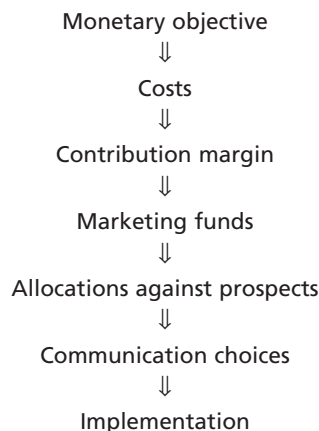 Monetary objective
⇓
Costs
⇓
Contribution margin
⇓
Marketing funds
⇓
Allocations against prospects
⇓
Communication choices
⇓
Implementation